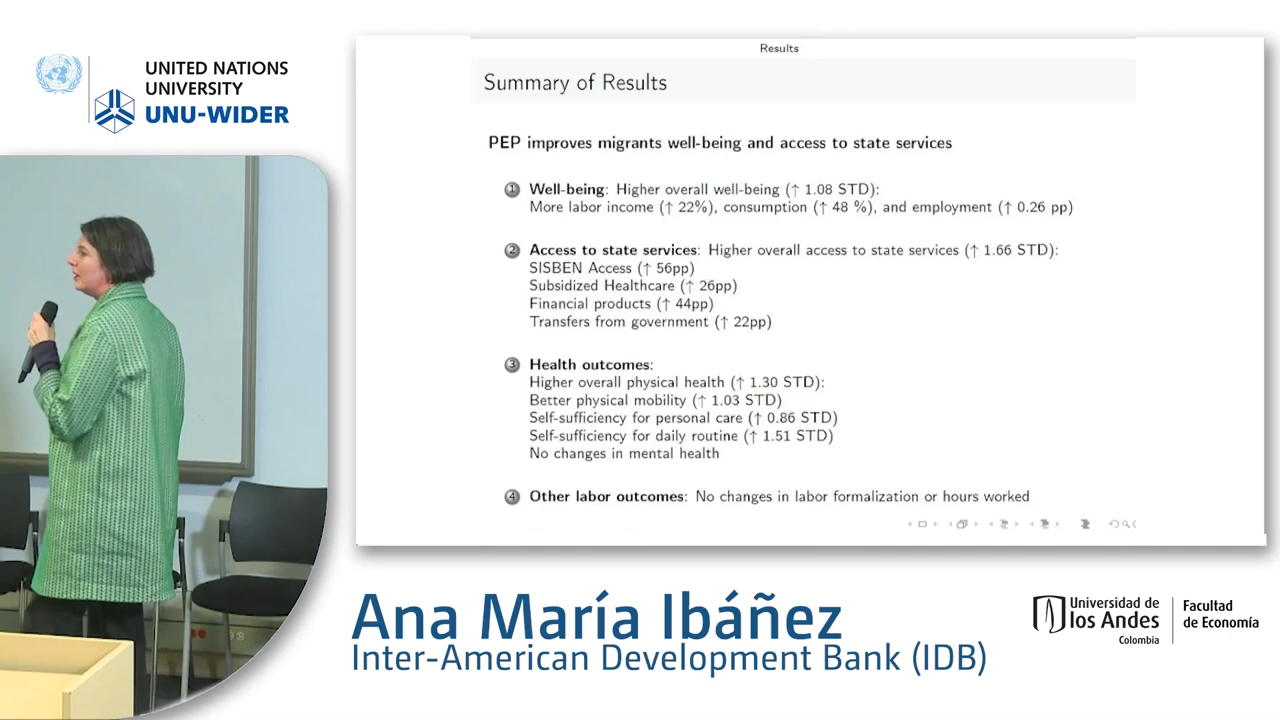 UNITED NATIONS
UNIVERSITY
UNU-WIDER
Results
Summary of Results
PEP improves migrants well-being and access to state services
1 Well-being: Higher overall well-being (↑ 1.08 STD):
More labor income (↑ 22%), consumption (↑ 48 %), and employment (↑ 0.26 pp)
2 Access to state services: Higher overall access to state services (↑ 1.66 STD):
SISBEN Access (↑ 56pp)
Subsidized Healthcare (↑ 26pp)
Financial products (↑ 44pp)
Transfers from government (↑ 22pp)
3 Health outcomes:
Higher overall physical health (↑ 1.30 STD):
Better physical mobility (↑ 1.03 STD)
Self-sufficiency for personal care (↑ 0.86 STD)
Self-sufficiency for daily routine (↑ 1.51 STD)
No changes in mental health
4 Other labor outcomes: No changes in labor formalization or hours worked
Ana María Ibáñez
Inter-American Development Bank (IDB)
Universidad de
los Andes
Colombia
Facultad
de Economía